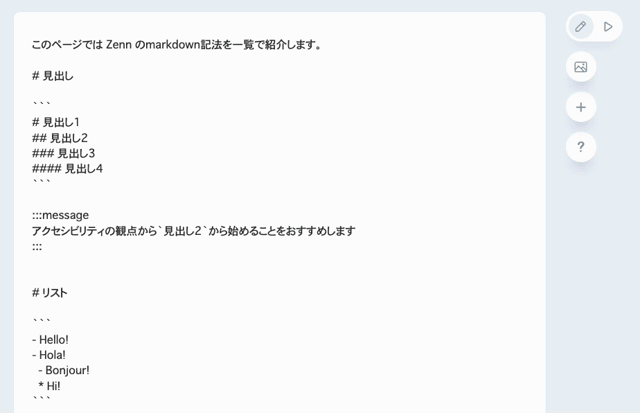 このページでは Zenn のmarkdown記法を一覧で紹介します。
# 見出し
```
# 見出し1
## 見出し2
### 見出し3
#### 見出し4
```
:::message
アクセシビリティの観点から`見出し2`から始めることをおすすめします
:::
# リスト
```
- Hello!
- Hola!
  - Bonjour!
  * Hi!
```
?